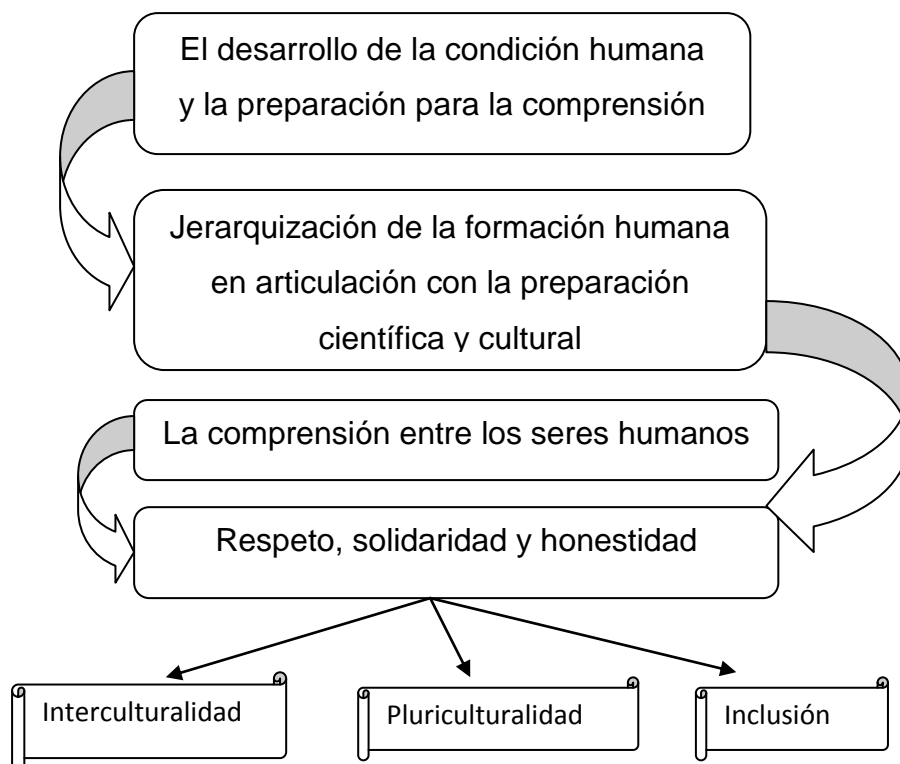 El desarrollo de la condición humana
y la preparación para la comprensión
Jerarquización de la formación humana
en articulación con la preparación
científica y cultural
La comprensión entre los seres humanos
Respeto, solidaridad y honestidad
Interculturalidad
Pluriculturalidad
Inclusión